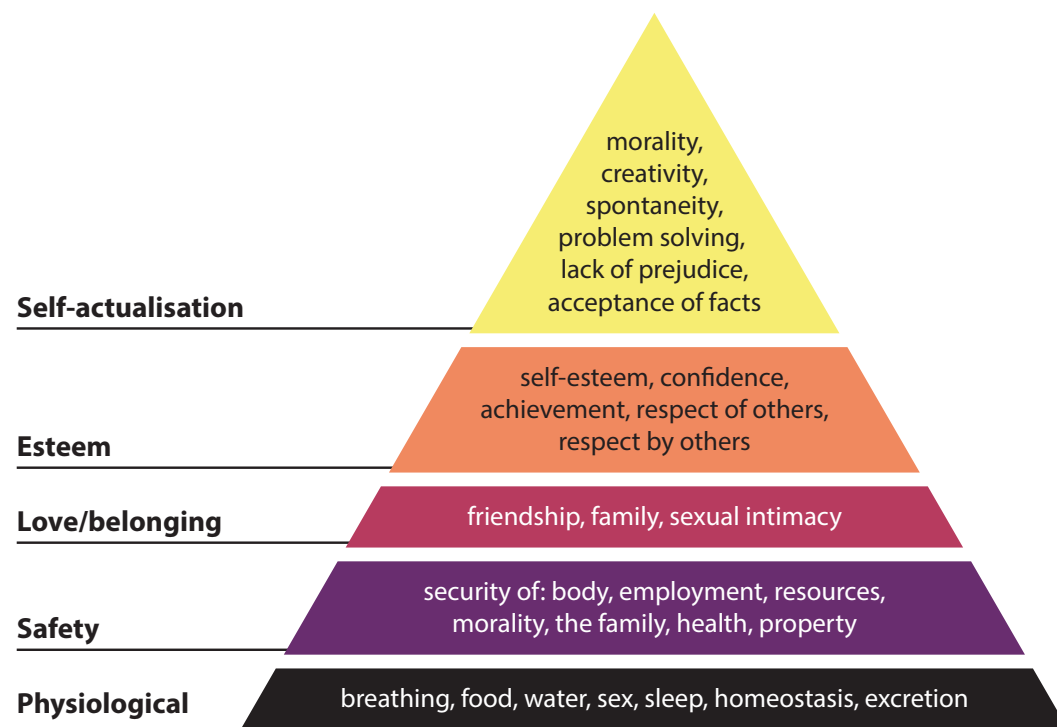 morality,
creativity,
spontaneity,
problem solving,
lack of prejudice,
acceptance of facts
Self-actualisation
self-esteem, confidence,
achievement, respect of others,
respect by others
Esteem
friendship, family, sexual intimacy
Love/belonging
security of: body, employment, resources,
morality, the family, health, property
Safety
breathing, food, water, sex, sleep, homeostasis, excretion
Physiological